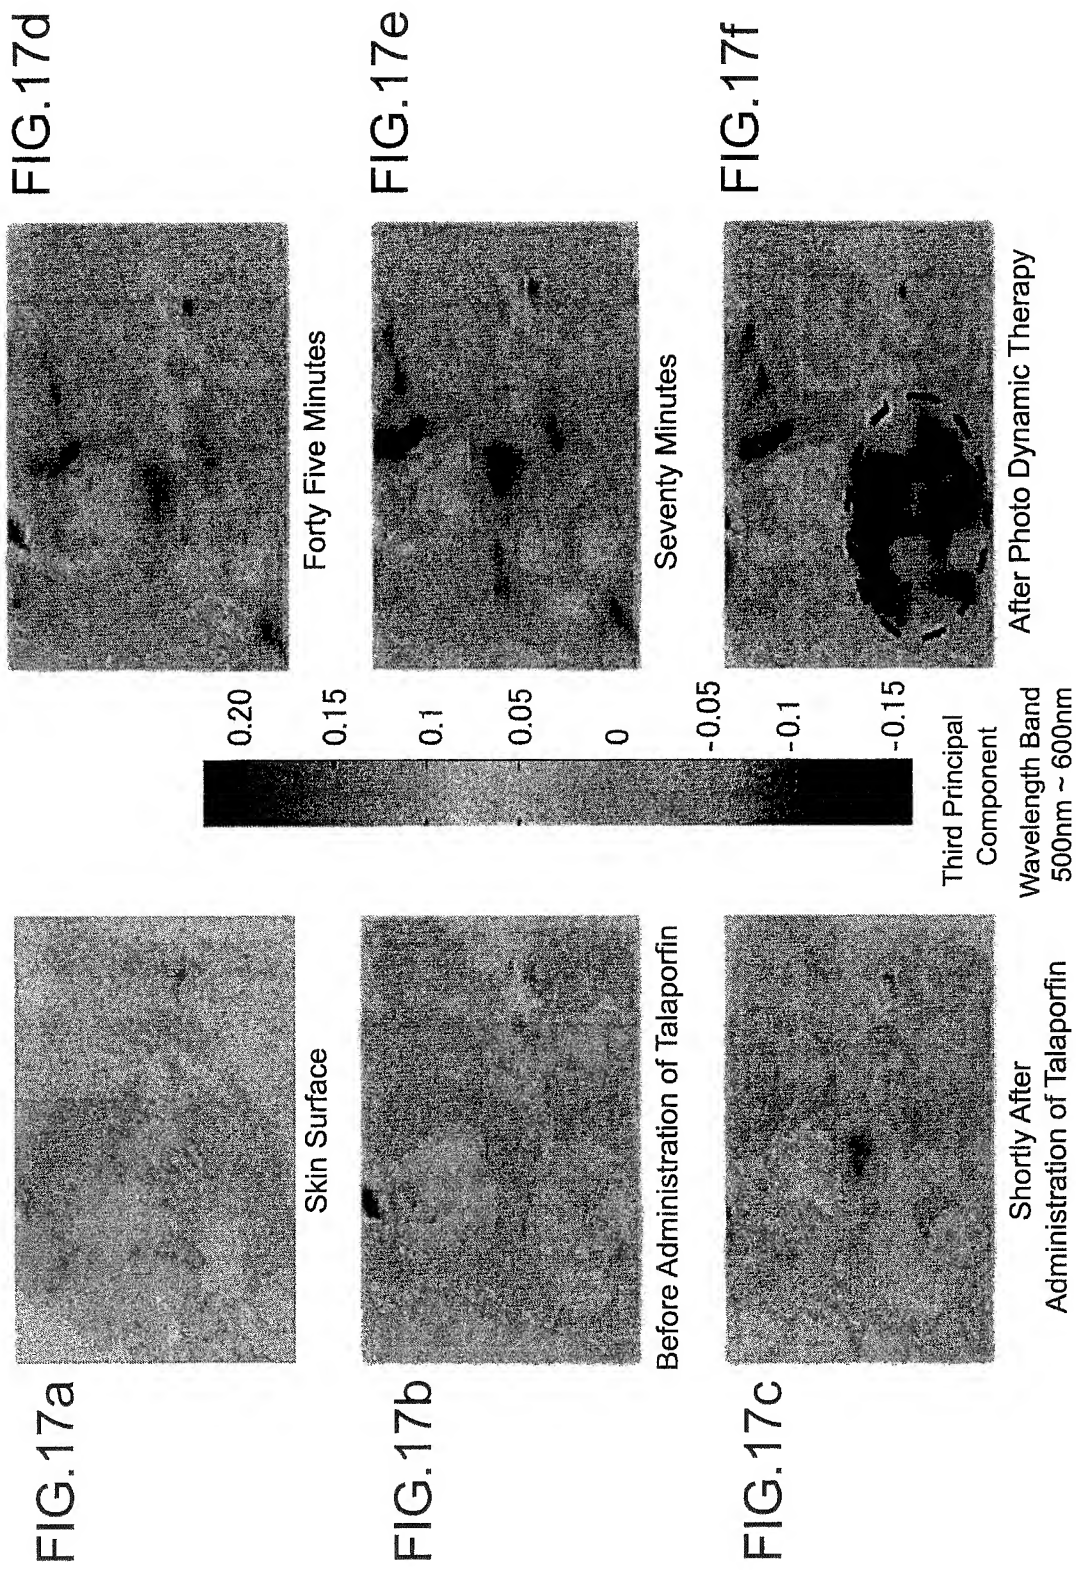 FIG.17a
Skin Surface
FIG.17b
Before Administration of Talaporfin
FIG.17c
Shortly After
Administration of Talaporfin
0.20
0.15
0.1
0.05
0
-0.05
-0.1
-0.15
Third Principal
Component
Wavelength Band
500nm ~ 600nm
FIG.17d
Forty Five Minutes
FIG.17e
Seventy Minutes
FIG.17f
After Photo Dynamic Therapy